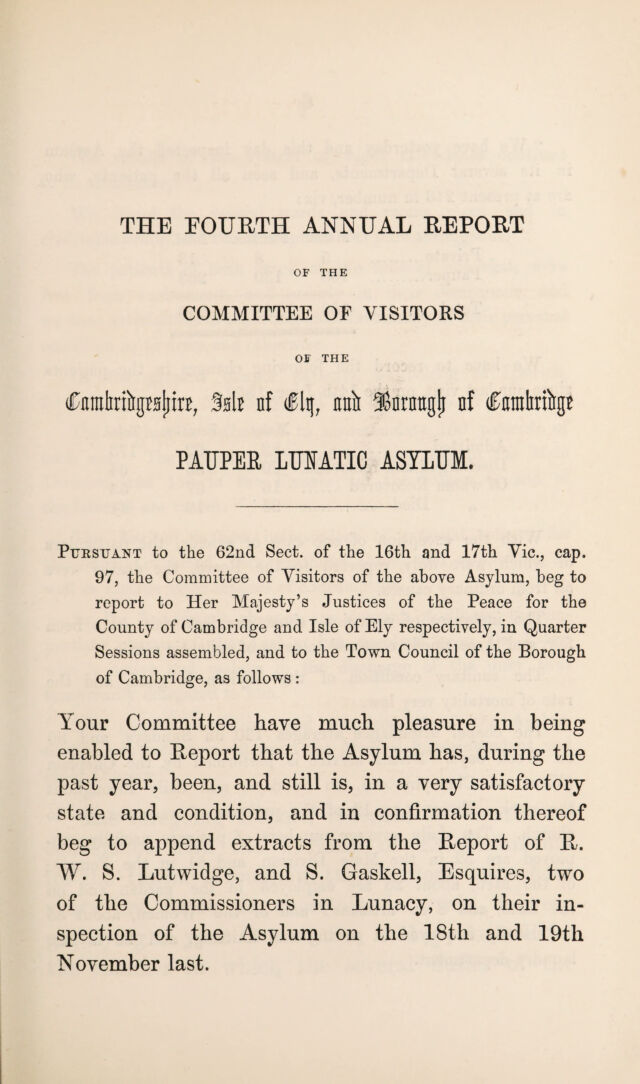 THE FOURTH ANNUAL REPORT
OF THE
COMMITTEE OF VISITORS
OF THE
Cambridgeshire, Isle of Ely, and Borough of Cambridge
PAUPER LUNATIC ASYLUM.
PURSUANT to the 62nd Sect. of the 16th and 17th Vic., cap.
97, the Committee of Visitors of the above Asylum, beg to
report to Her Majesty's Justices of the Peace for the
County of Cambridge and Isle of Ely respectively, in Quarter
Sessions assembled, and to the Town Council of the Borough
of Cambridge, as follows:
Your Committee have much pleasure in being
enabled to Report that the Asylum has, during the
past year, been, and still is, in a very satisfactory
state and condition, and in confirmation thereof
beg to append extracts from the Report of R.
W. S. Lutwidge, and S. Gaskell, Esquires, two
of the Commissioners in Lunacy, on their in-
spection of the Asylum on the 18th and 19th
November last.